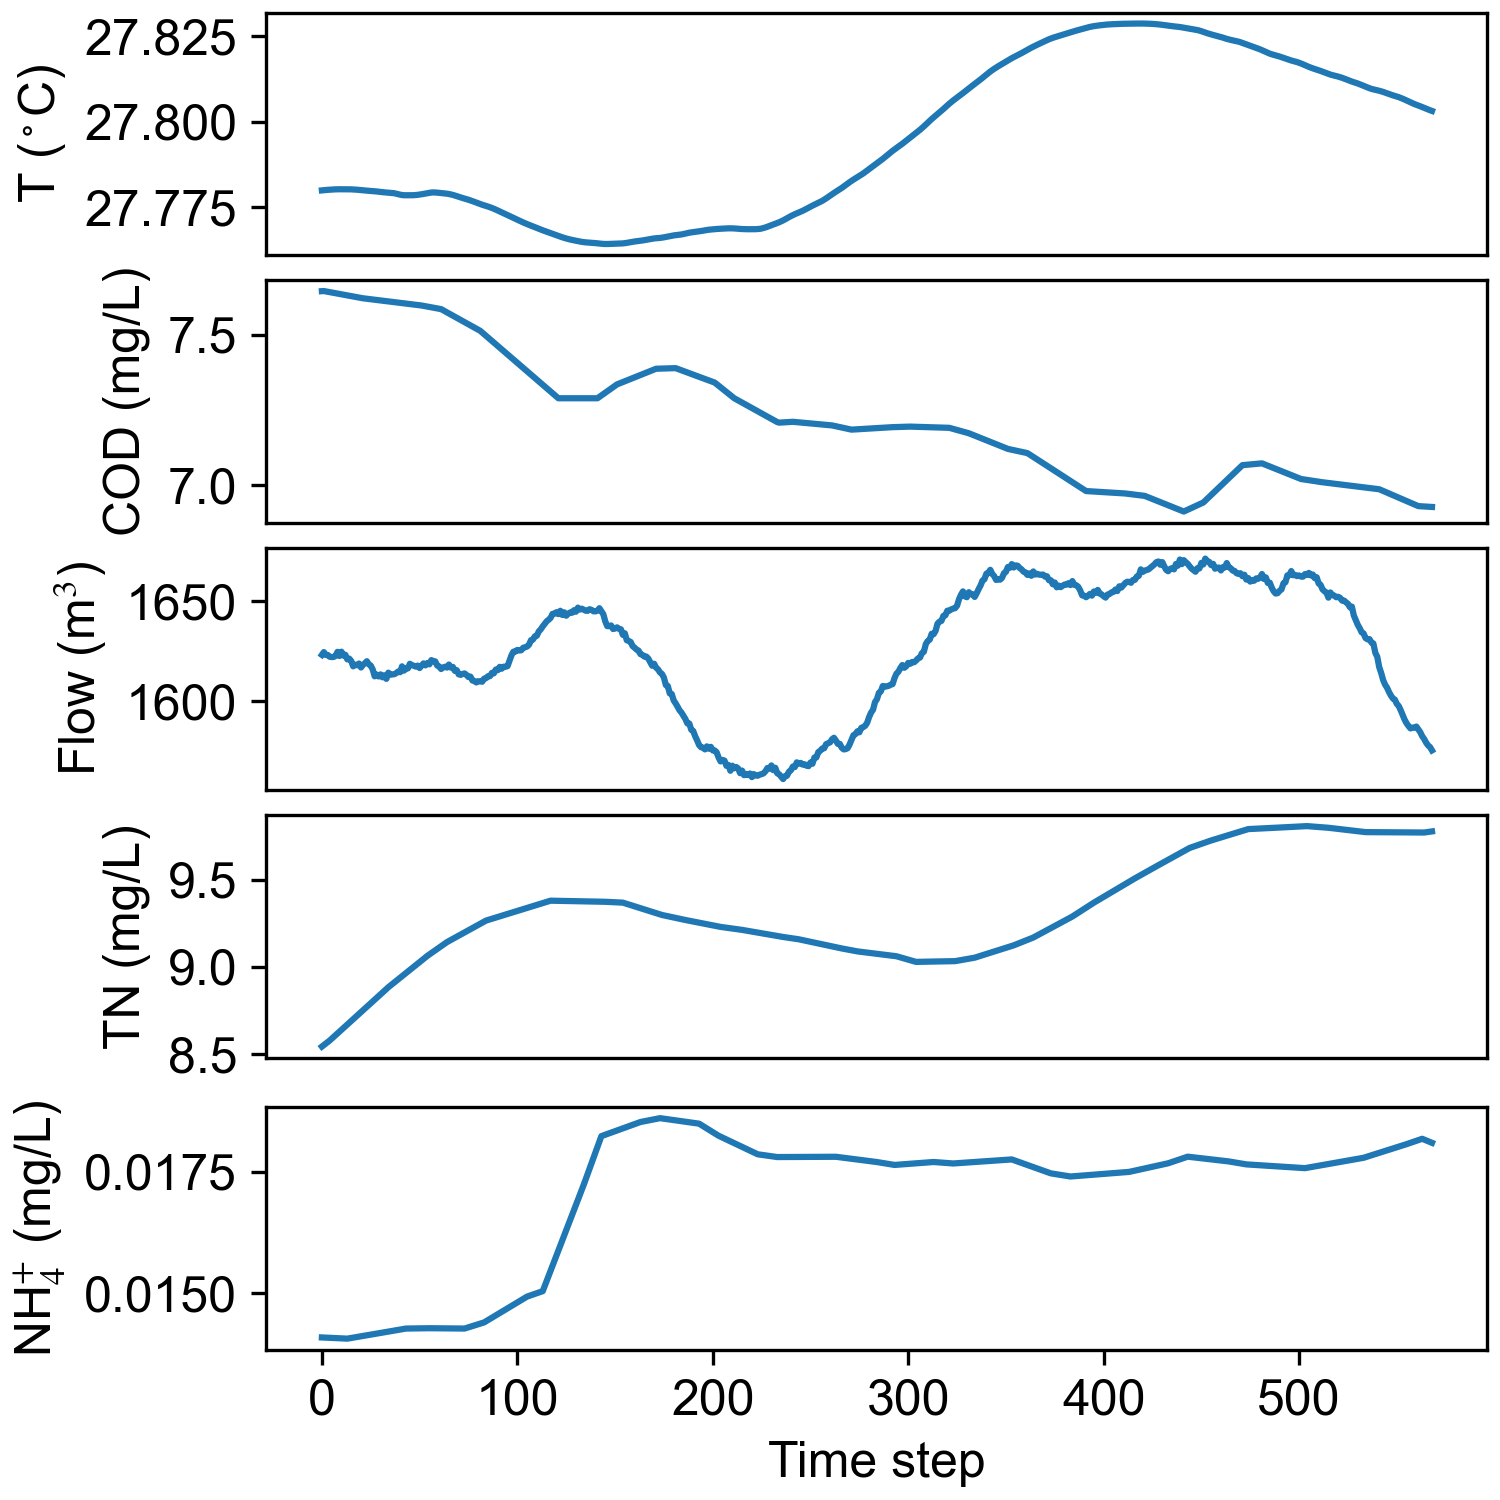 T (°C)
27.825
27.800
27.775
COD (mg/L)
7.5
7.0
Flow (m³)
1650
1600
TN (mg/L)
9.5
9.0
8.5
NH₄⁺ (mg/L)
0.0175
0.0150
0 100 200 300 400 500
Time step